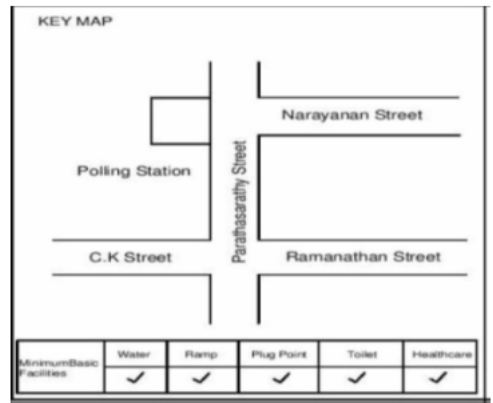 KEY MAP
Narayanan Street
Polling Station
Parathasarathy Street
C.K Street
Ramanathan Street
MinimumBasic
Facilities
Water
Ramp
Plug Point
Toilet
Healthcare
✓ ✓ ✓ ✓ ✓